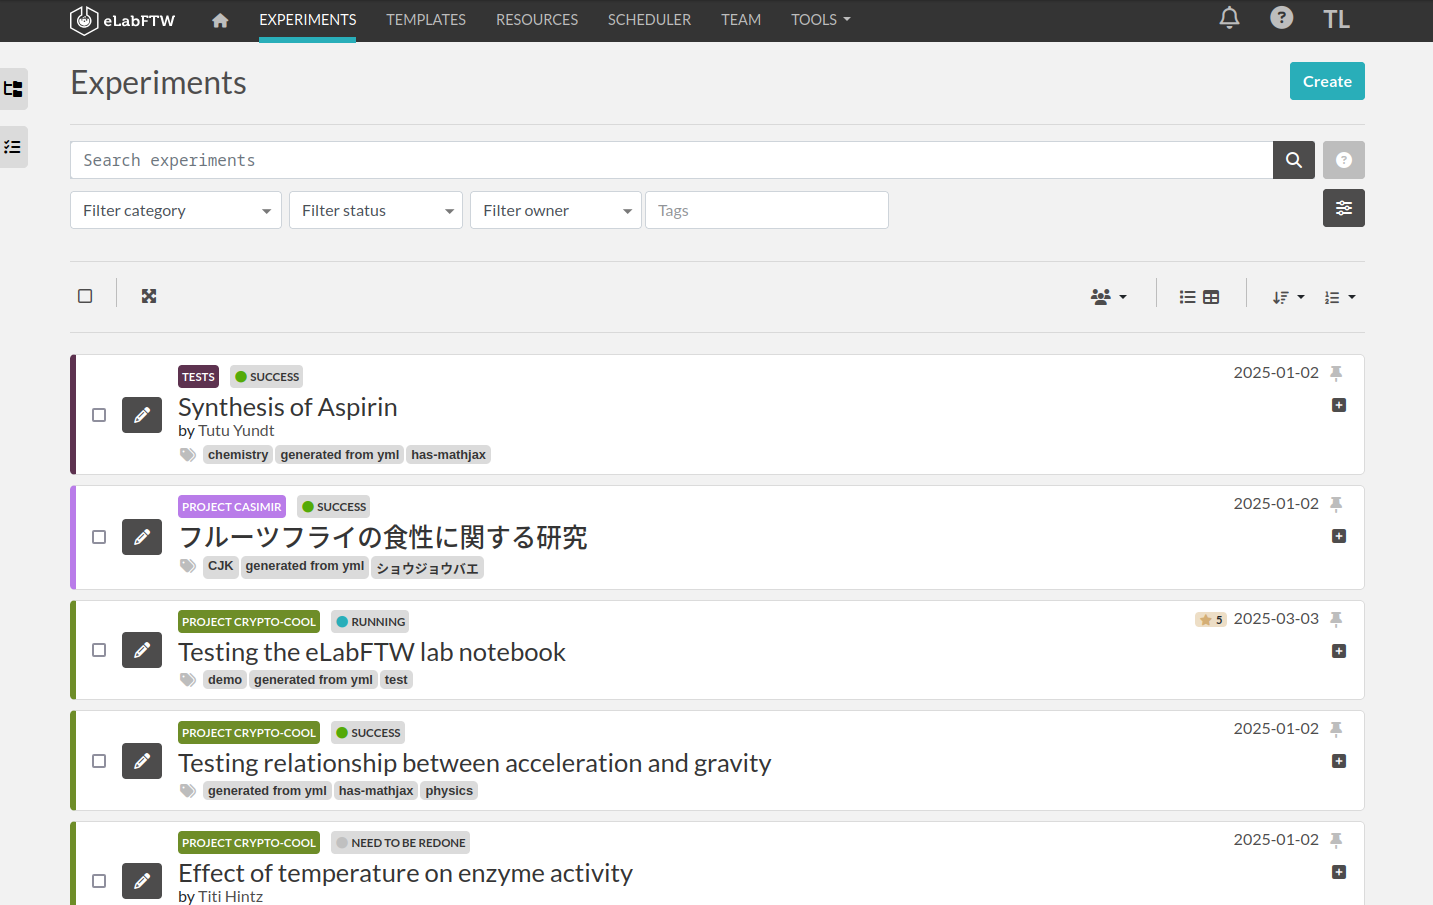 eLabFTW EXPERIMENTS TEMPLATES RESOURCES SCHEDULER TEAM TOOLS ? TL
Experiments
Create
Search experiments ?
Filter category Filter status Filter owner Tags
TESTS SUCCESS 2025-01-02
Synthesis of Aspirin
by Tutu Yundt
chemistry generated from yml has-mathjax
PROJECT CASIMIR SUCCESS 2025-01-02
フルーツフライの食性に関する研究
CJK generated from yml ショウジョウバエ
PROJECT CRYPTO-COOL RUNNING 5 2025-03-03
Testing the eLabFTW lab notebook
demo generated from yml test
PROJECT CRYPTO-COOL SUCCESS 2025-01-02
Testing relationship between acceleration and gravity
generated from yml has-mathjax physics
PROJECT CRYPTO-COOL NEED TO BE REDONE 2025-01-02
Effect of temperature on enzyme activity
by Titi Hintz